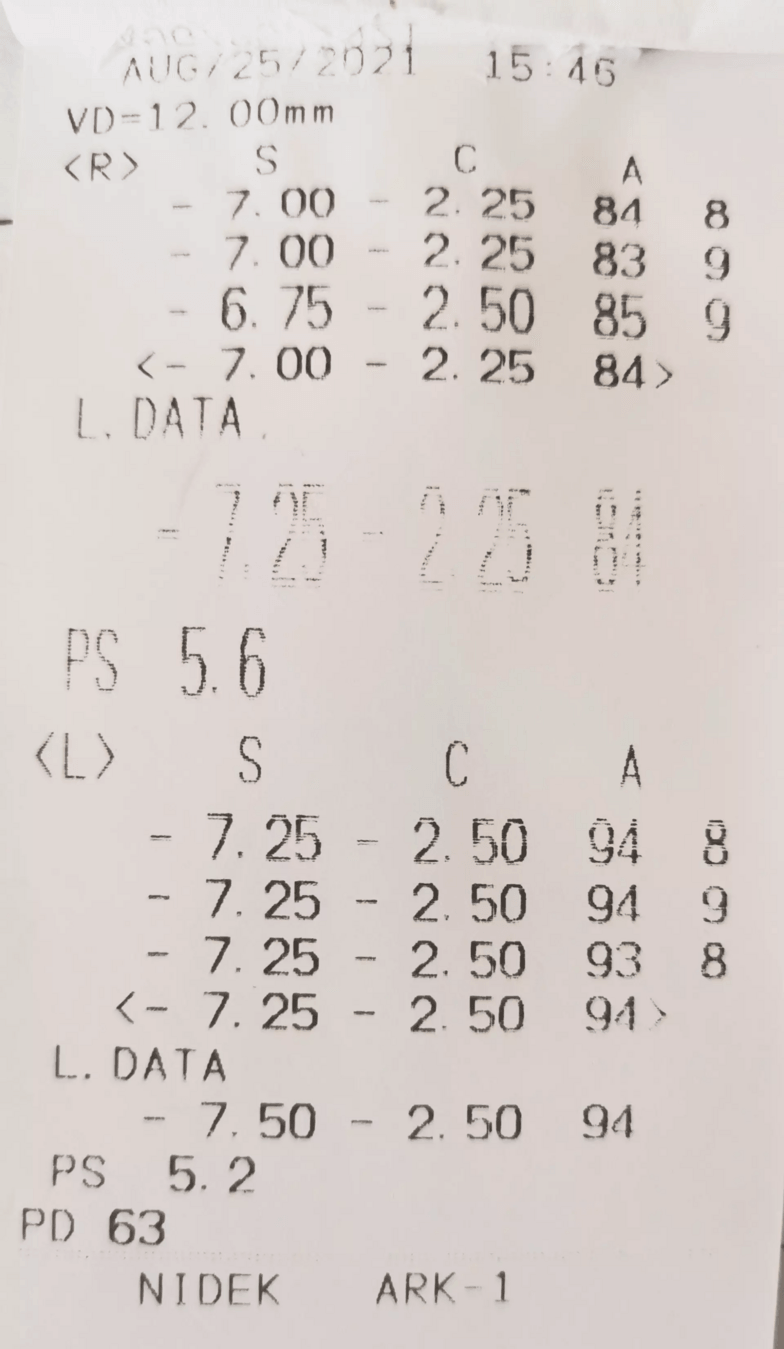 AUG/25/2021 15:46
VD=12.00mm
<R> S C A
- 7.00 - 2.25 84 8
- 7.00 - 2.25 83 9
- 6.75 - 2.50 85 9
<- 7.00 - 2.25 84>
L.DATA
- 7.25 - 2.25 84
PS 5.6
<L> S C A
- 7.25 - 2.50 94 8
- 7.25 - 2.50 94 9
- 7.25 - 2.50 93 8
<- 7.25 - 2.50 94>
L.DATA
- 7.50 - 2.50 94
PS 5.2
PD 63
NIDEK ARK-1